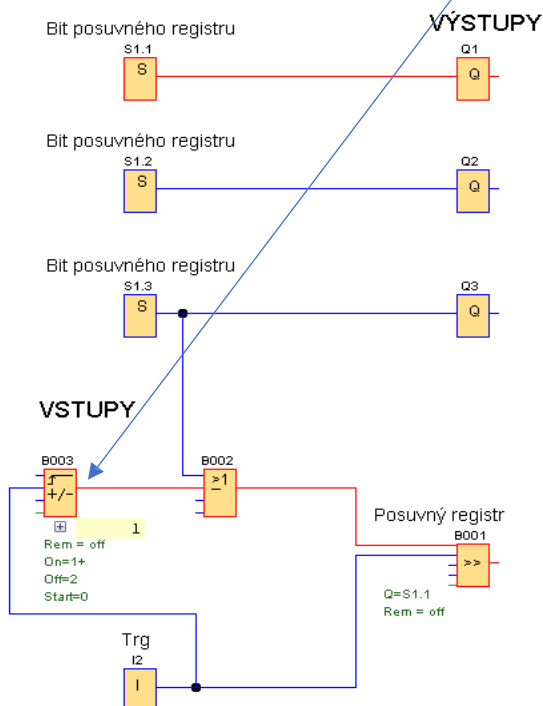 Bit posuvného registru
VÝSTUPY
S1.1
Q1
S
Q
Bit posuvného registru
S1.2
Q2
S
Q
Bit posuvného registru
S1.3
Q3
S
Q
VSTUPY
B003
B002
+/-
≥1
1
Posuvný registr
B001
>>
Rem = off
On=1+
Off=2
Start=0
Q=S1.1
Rem = off
Trg
I2
I